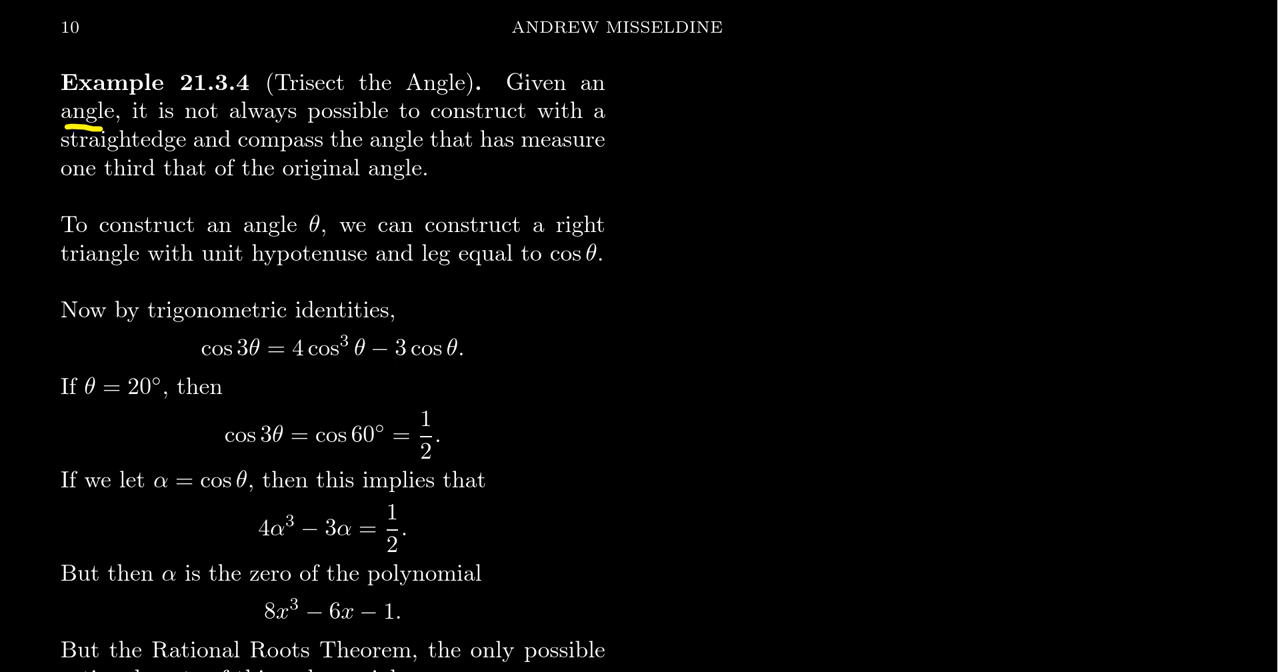 10 ANDREW MISSELDINE
Example 21.3.4 (Trisect the Angle). Given an
angle, it is not always possible to construct with a
straightedge and compass the angle that has measure
one third that of the original angle.
To construct an angle θ, we can construct a right
triangle with unit hypotenuse and leg equal to cos θ.
Now by trigonometric identities,
cos 3θ = 4 cos³ θ − 3 cos θ.
If θ = 20°, then
cos 3θ = cos 60° = 1/2.
If we let α = cos θ, then this implies that
4α³ − 3α = 1/2.
But then α is the zero of the polynomial
8x³ − 6x − 1.
But the Rational Roots Theorem, the only possible